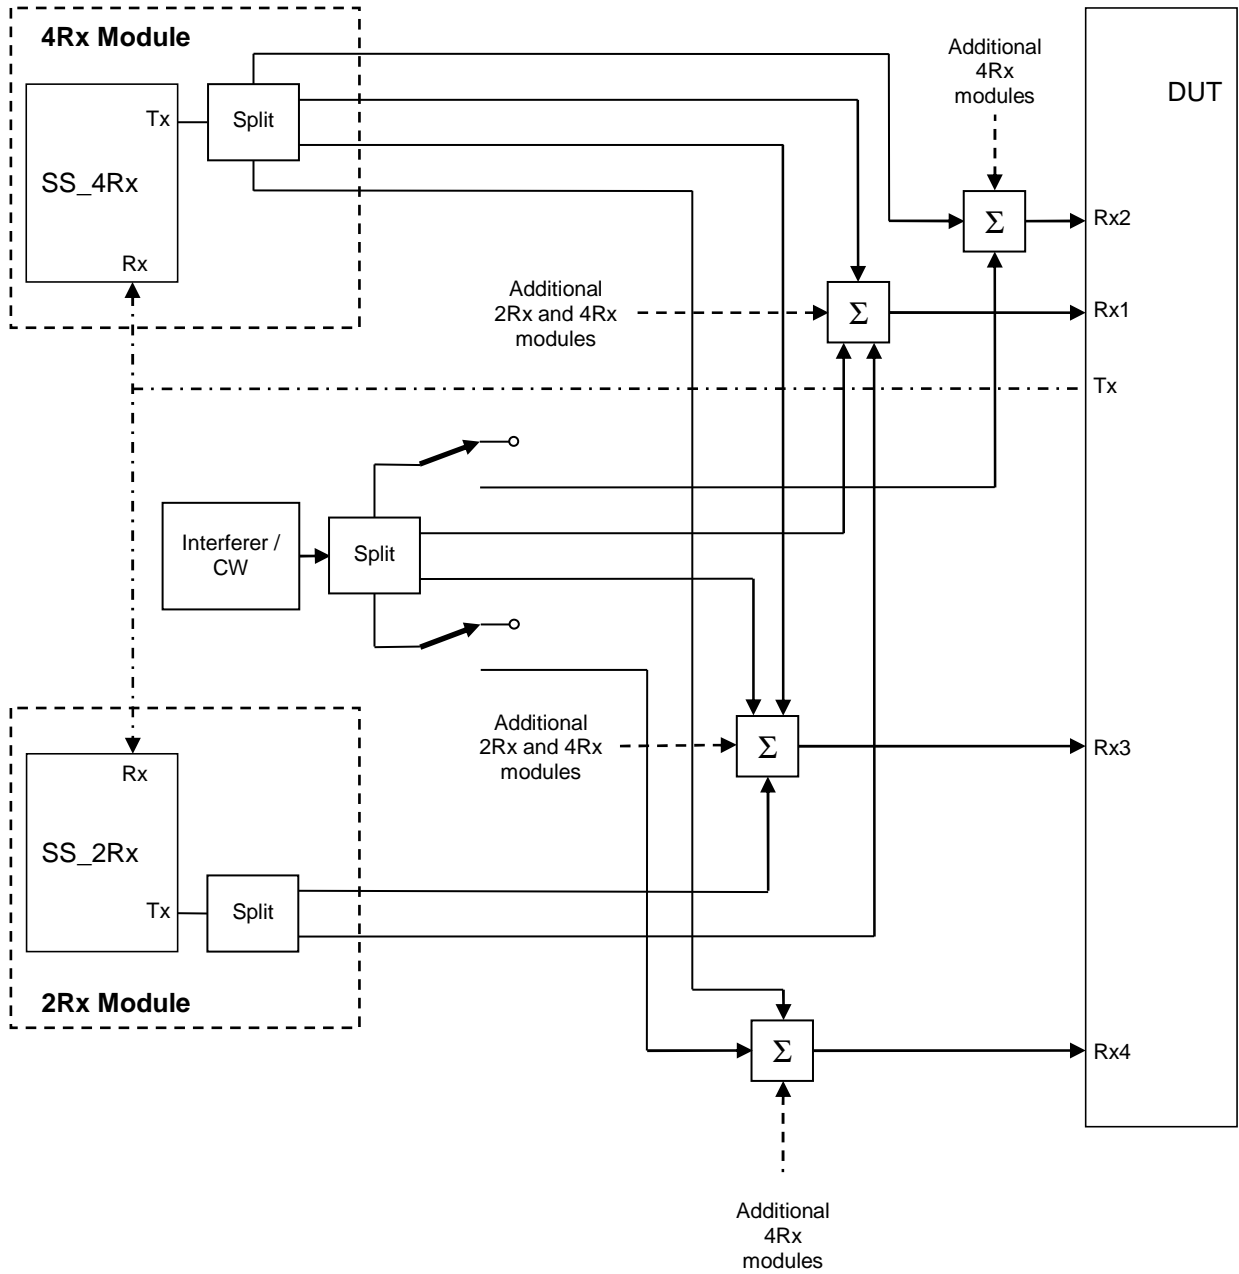 4Rx Module
Additional
4Rx
modules
DUT
Tx
Split
SS_4Rx
Σ
Rx2
Rx
Additional
2Rx and 4Rx
modules
Σ
Rx1
Tx
Interferer /
CW
Split
Additional
2Rx and 4Rx
modules
Σ
Rx3
Rx
SS_2Rx
Tx
Split
2Rx Module
Σ
Rx4
Additional
4Rx
modules